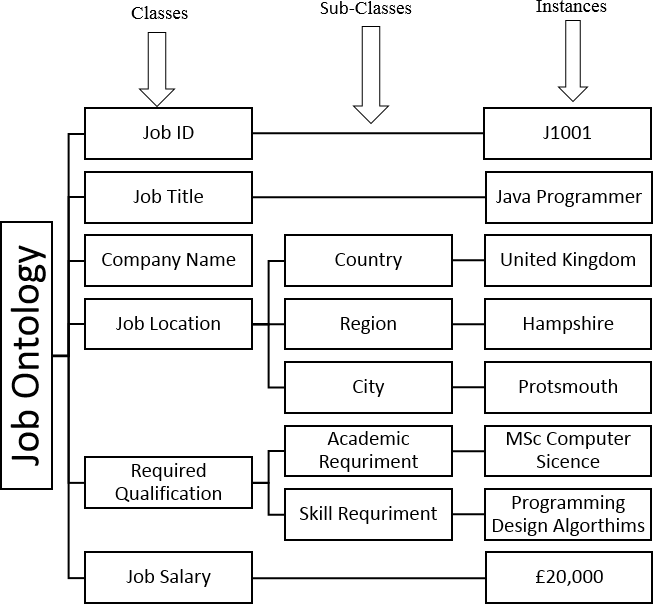 Classes
Sub-Classes
Instances
Job Ontology
Job ID
J1001
Job Title
Java Programmer
Company Name
Country
United Kingdom
Job Location
Region
Hampshire
City
Protsmouth
Required
Qualification
Academic
Requriment
MSc Computer
Sicence
Skill Requriment
Programming
Design Algorthims
Job Salary
£20,000